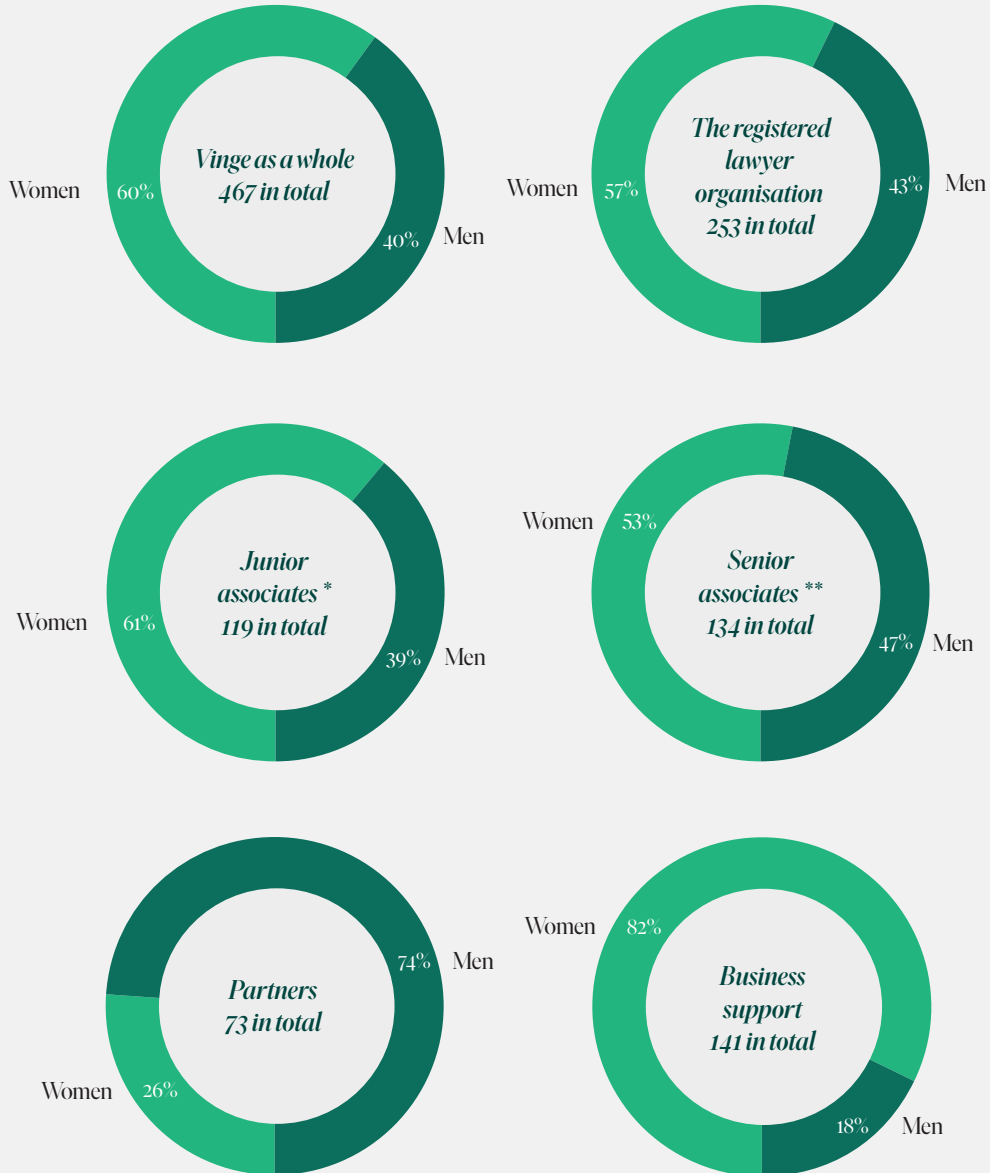 Vinge as a whole
467 in total
Women
60%
40%
Men
The registered
lawyer
organisation
253 in total
Women
57%
43%
Men
Junior
associates *
119 in total
Women
61%
39%
Men
Senior
associates **
134 in total
Women
53%
47%
Men
Partners
73 in total
74%
Men
Women
26%
Business
support
141 in total
Women
82%
18%
Men